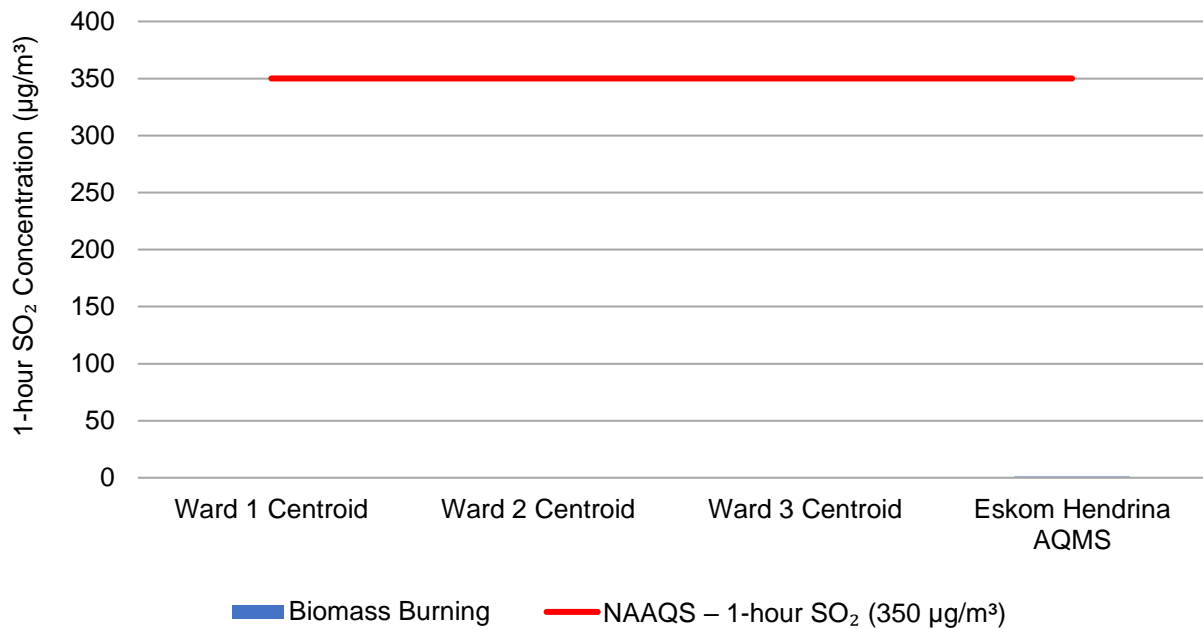 1-hour SO₂ Concentration (µg/m³)
400
350
300
250
200
150
100
50
0
Ward 1 Centroid
Ward 2 Centroid
Ward 3 Centroid
Eskom Hendrina
AQMS
Biomass Burning
NAAQS – 1-hour SO₂ (350 µg/m³)